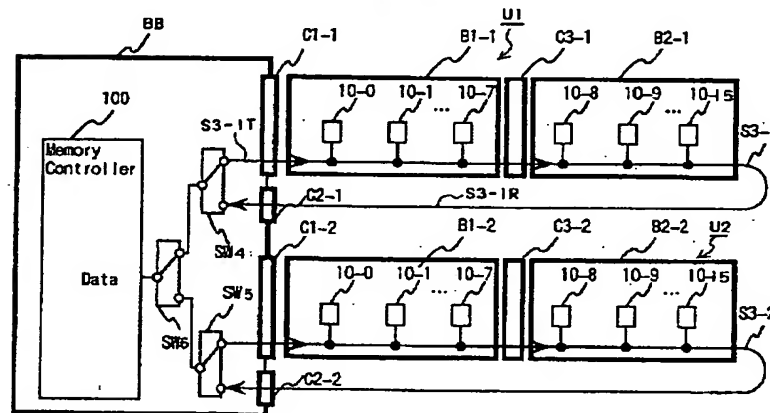 BB
C1-1
B1-1
U1
C3-1
B2-1
100
10-0 10-1 ... 10-7
10-8 10-9 ... 10-15
Memory
Controller
S3-1T
S3-
C2-1
S3-1R
SW4
C1-2
B1-2
C3-2
B2-2
U2
Data
SW5
10-0 10-1 ... 10-7
10-8 10-9 ... 10-15
S3-2
SW6
C2-2